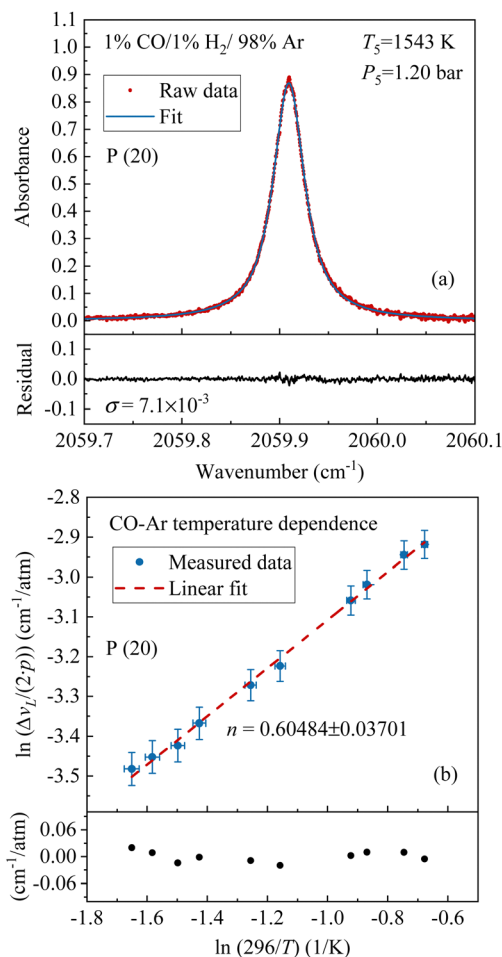 1% CO/1% H₂/ 98% Ar
T₅=1543 K
P₅=1.20 bar
Raw data
Fit
P (20)
(a)
Absorbance
1.0
0.9
0.8
0.7
0.6
0.5
0.4
0.3
0.2
0.1
0.0
Residual
0.1
0.0
-0.1
σ = 7.1×10⁻³
2059.7 2059.8 2059.9 2060.0 2060.1
Wavenumber (cm⁻¹)
CO-Ar temperature dependence
Measured data
Linear fit
P (20)
n = 0.60484±0.03701
(b)
ln (Δν_L/(2·p)) (cm⁻¹/atm)
-2.8
-2.9
-3.0
-3.1
-3.2
-3.3
-3.4
-3.5
(cm⁻¹/atm)
0.06
0.00
-0.06
-1.8 -1.6 -1.4 -1.2 -1.0 -0.8 -0.6
ln (296/T) (1/K)